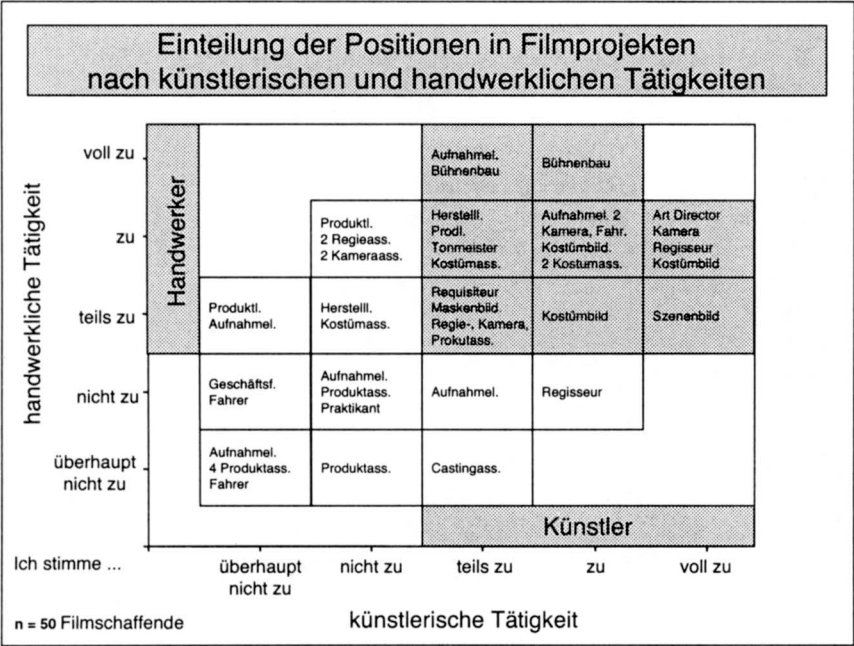 Einteilung der Positionen in Filmprojekten
nach künstlerischen und handwerklichen Tätigkeiten
handwerkliche Tätigkeit
Handwerker
voll zu
Aufnahmel.
Bühnenbau
Bühnenbau
zu
Produktl.
2 Regieass.
2 Kameraass.
Herstelll.
Prodl.
Tonmeister
Kostümass.
Aufnahmel. 2
Kamera, Fahr.
Kostümbild.
2 Kostumass.
Art Director
Kamera
Regisseur
Kostümbild
teils zu
Produktl.
Aufnahmel.
Herstelll.
Kostümass.
Requisiteur
Maskenbild
Regie-, Kamera,
Prokutass.
Kostümbild
Szenenbild
nicht zu
Geschäftsf.
Fahrer
Aufnahmel.
Produktass.
Praktikant
Aufnahmel.
Regisseur
überhaupt
nicht zu
Aufnahmel.
4 Produktass.
Fahrer
Produktass.
Castingass.
Künstler
Ich stimme ...
überhaupt
nicht zu
nicht zu
teils zu
zu
voll zu
n = 50 Filmschaffende
künstlerische Tätigkeit